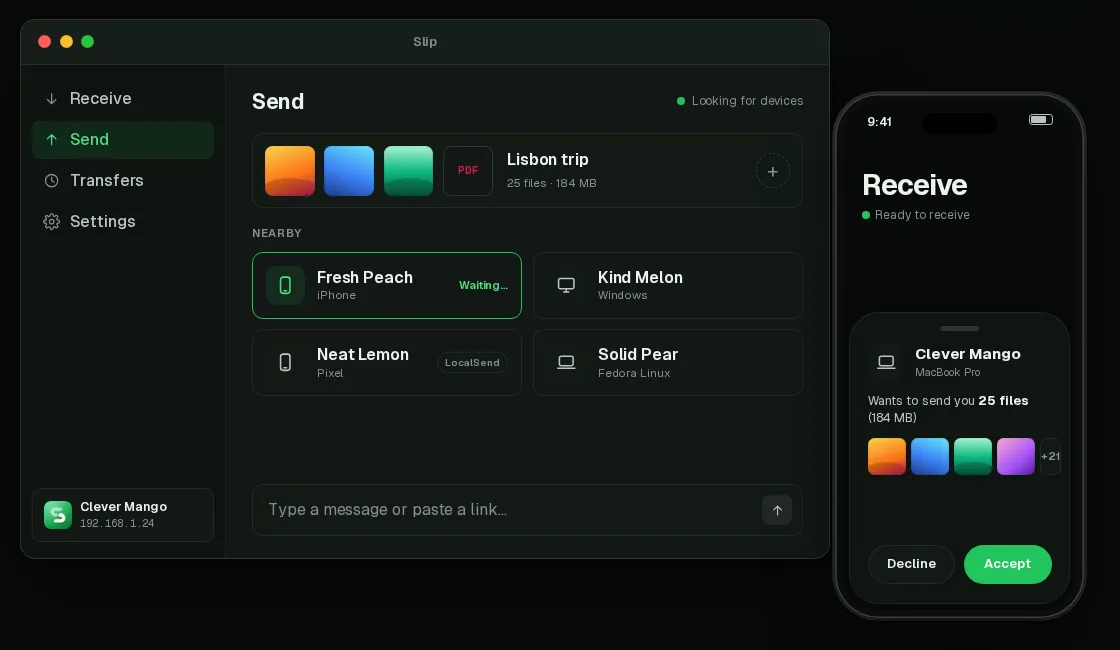 Slip
Receive
Send
Transfers
Settings
Clever Mango
192.168.1.24
Send
Looking for devices
PDF
Lisbon trip
25 files · 184 MB
+
NEARBY
Fresh Peach
iPhone
Waiting…
Kind Melon
Windows
Neat Lemon
Pixel
LocalSend
Solid Pear
Fedora Linux
Type a message or paste a link…
9:41
Receive
Ready to receive
Clever Mango
MacBook Pro
Wants to send you 25 files
(184 MB)
+21
Decline
Accept